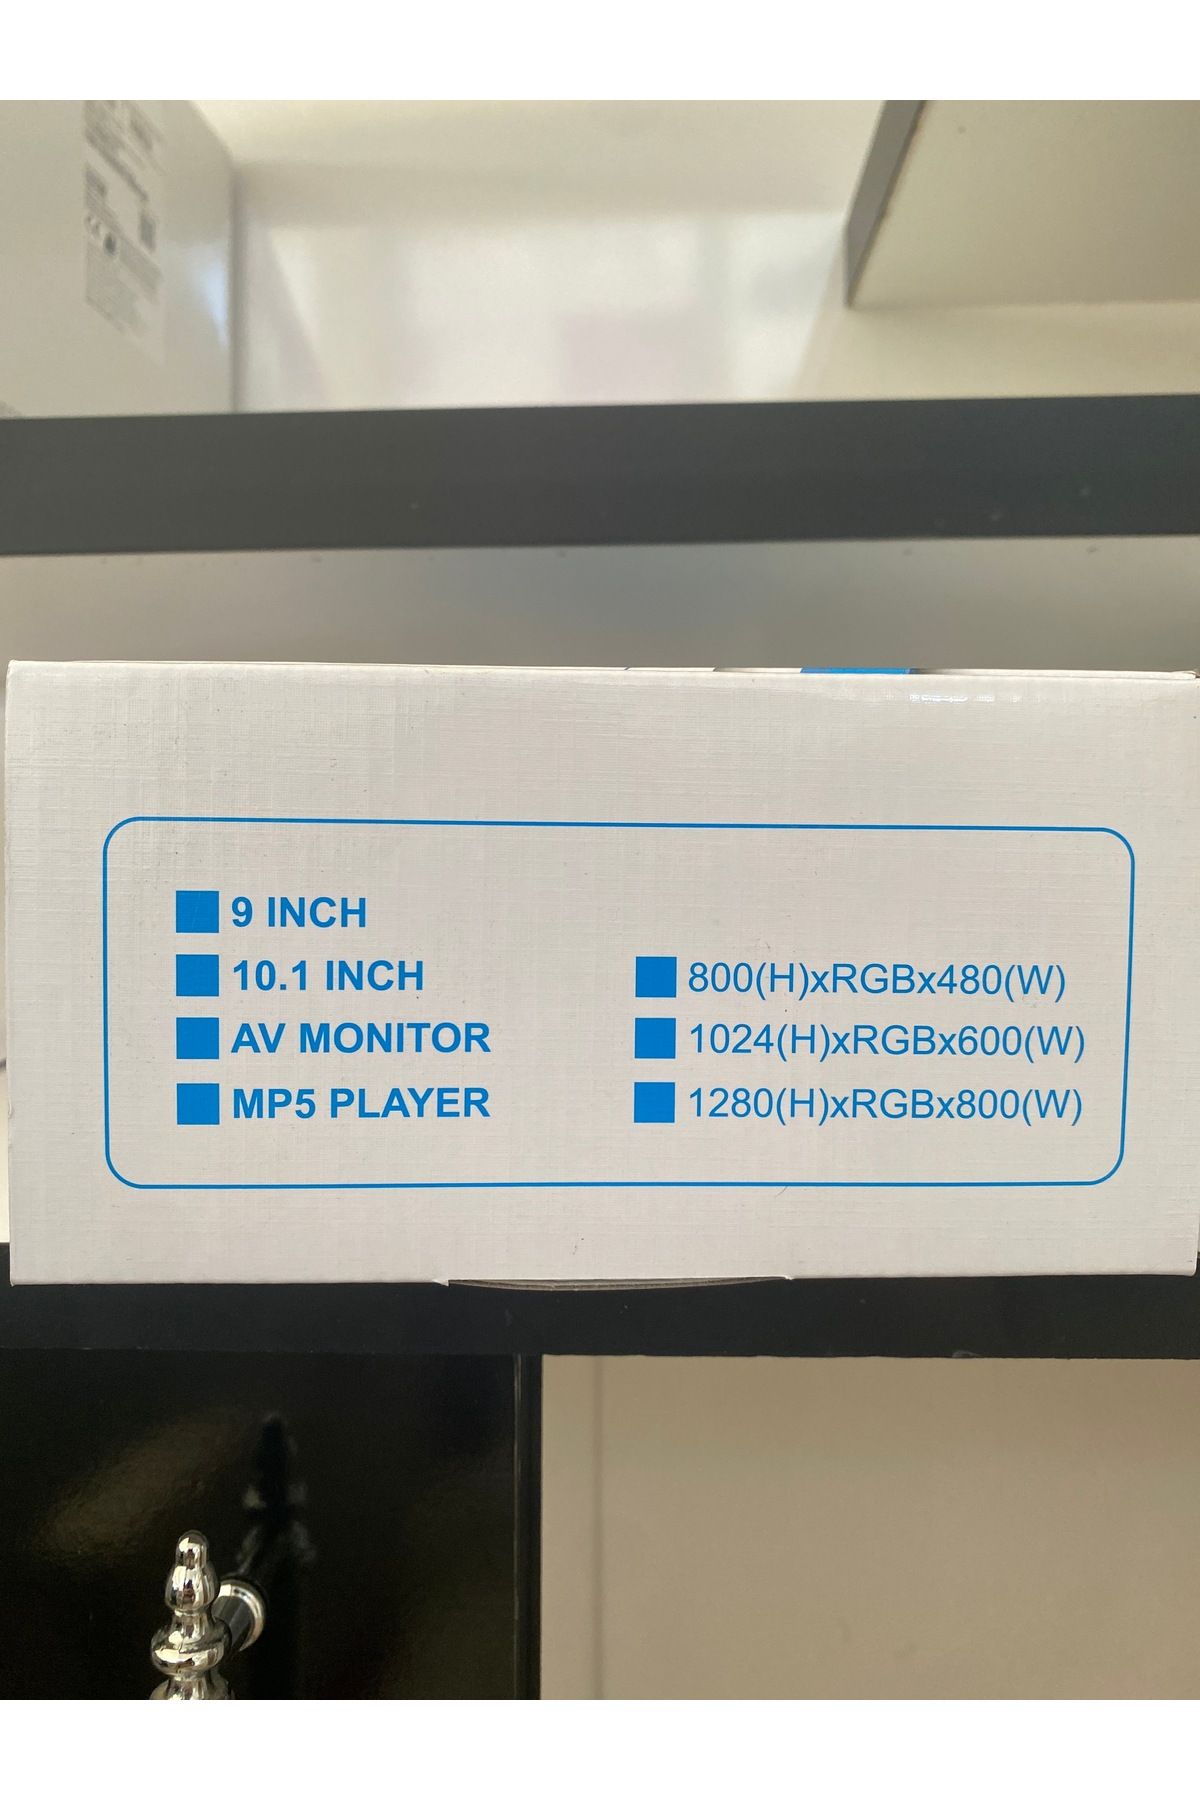 9 INCH
10.1 INCH
AV MONITOR
MP5 PLAYER
800(H)xRGBx480(W)
1024(H)xRGBx600(W)
1280(H)xRGBx800(W)